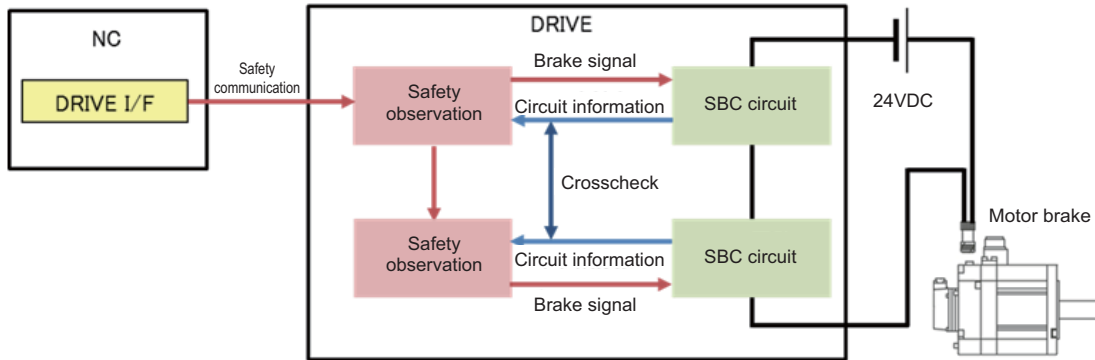 NC
DRIVE I/F
Safety
communication
DRIVE
Safety
observation
Brake signal
Circuit information
SBC circuit
24VDC
Crosscheck
Safety
observation
Circuit information
Brake signal
SBC circuit
Motor brake